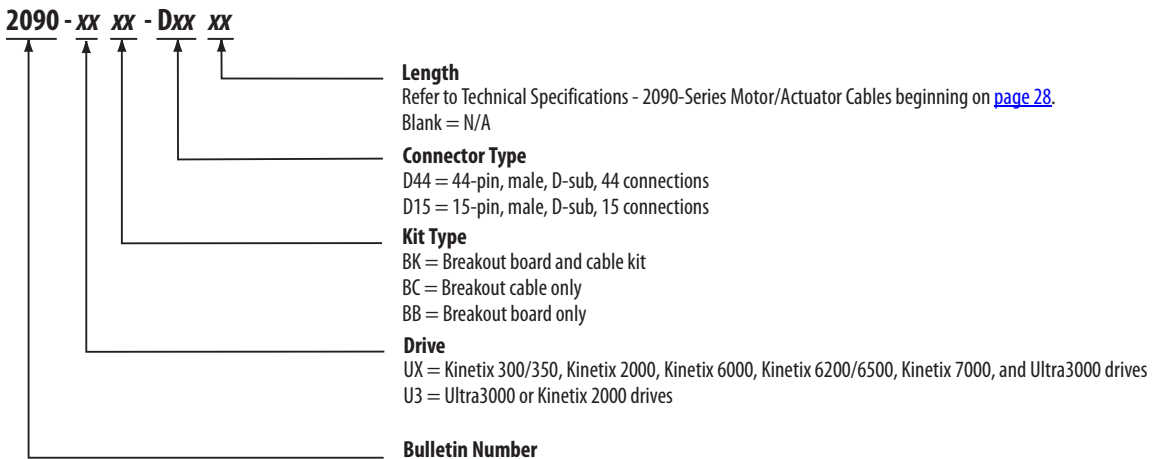 2090 - xx xx - Dxx xx
Length
Refer to Technical Specifications - 2090-Series Motor/Actuator Cables beginning on page 28.
Blank = N/A
Connector Type
D44 = 44-pin, male, D-sub, 44 connections
D15 = 15-pin, male, D-sub, 15 connections
Kit Type
BK = Breakout board and cable kit
BC = Breakout cable only
BB = Breakout board only
Drive
UX = Kinetix 300/350, Kinetix 2000, Kinetix 6000, Kinetix 6200/6500, Kinetix 7000, and Ultra3000 drives
U3 = Ultra3000 or Kinetix 2000 drives
Bulletin Number